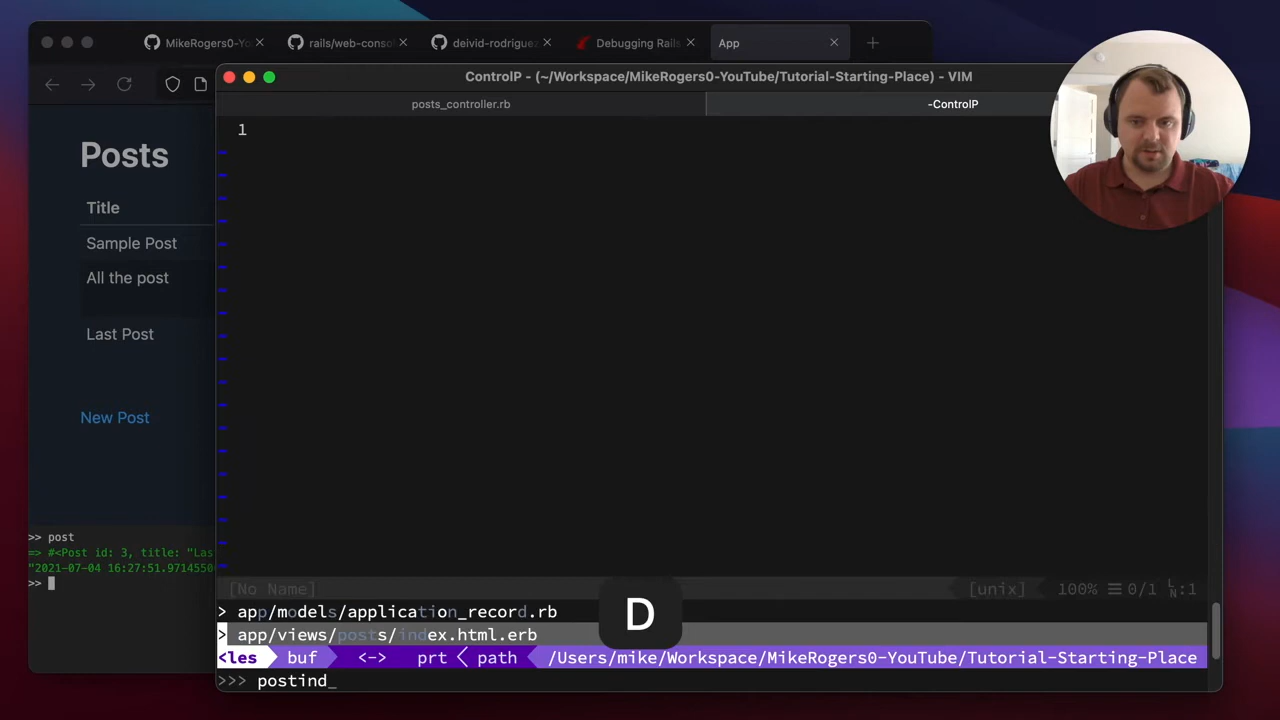 MikeRogers0-Yo
rails/web-conso
deivid-rodriguez
Debugging Rails
App
ControlP - (~/Workspace/MikeRogers0-YouTube/Tutorial-Starting-Place) - VIM
posts_controller.rb
-ControlP
1
Posts
Title
Sample Post
All the post
Last Post
New Post
>> post
=> #<Post id: 3, title: "Las
"2021-07-04 16:27:51.9714550
>>
[No Name]
[unix] 100% ☰ 0/1 LN:1
> app/models/application_record.rb
> app/views/posts/index.html.erb
<les buf <-> prt path /Users/mike/Workspace/MikeRogers0-YouTube/Tutorial-Starting-Place
>>> postind_
D